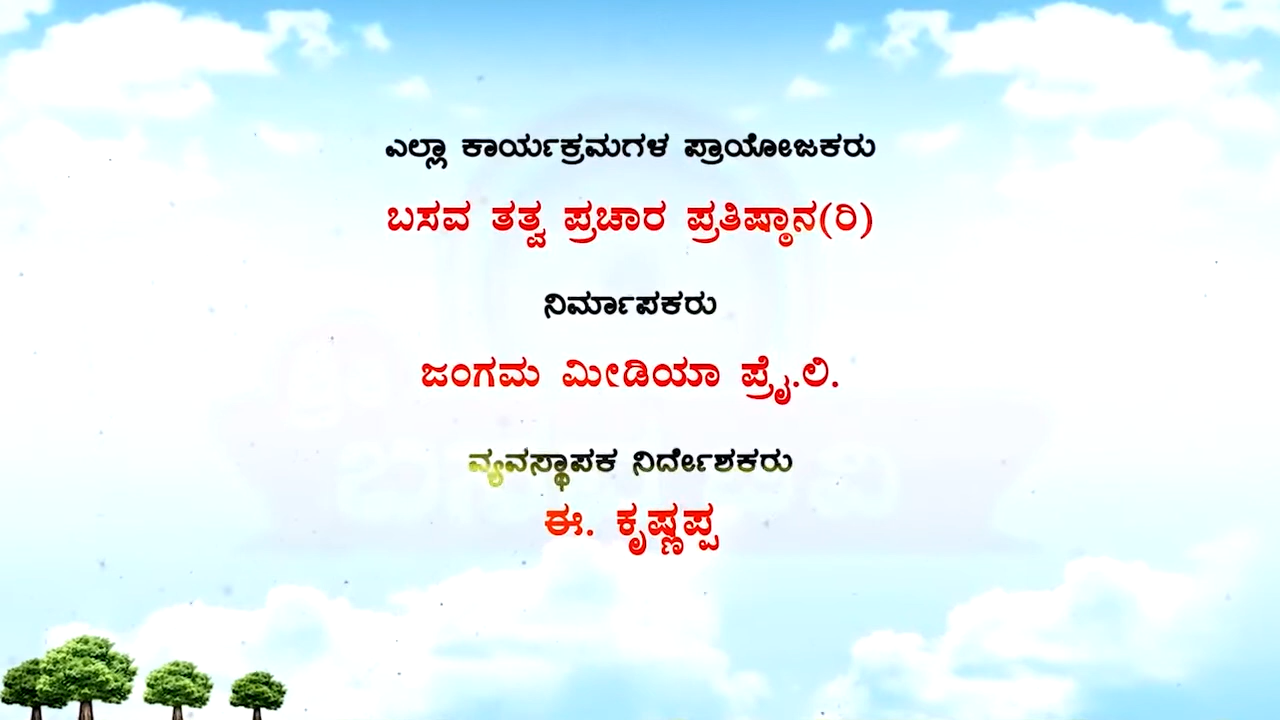 ಎಲ್ಲಾ ಕಾರ್ಯಕ್ರಮಗಳ ಪ್ರಾಯೋಜಕರು
ಬಸವ ತತ್ವ ಪ್ರಚಾರ ಪ್ರತಿಷ್ಠಾನ(ರಿ)
ನಿರ್ಮಾಪಕರು
ಜಂಗಮ ಮೀಡಿಯಾ ಪ್ರೈ.ಲಿ.
ವ್ಯವಸ್ಥಾಪಕ ನಿರ್ದೇಶಕರು
ಈ. ಕೃಷ್ಣಪ್ಪ